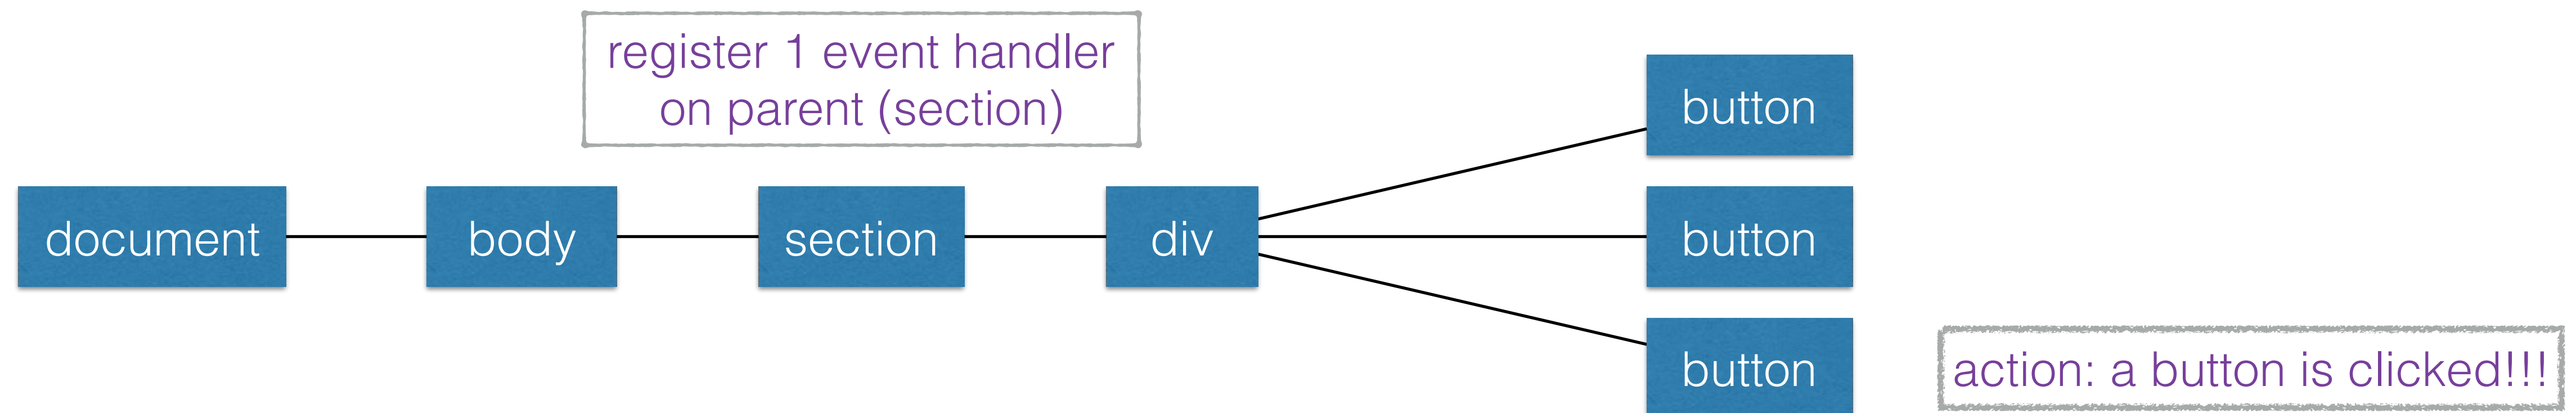 register 1 event handler
on parent (section)
button
document
body
section
div
button
button
action: a button is clicked!!!